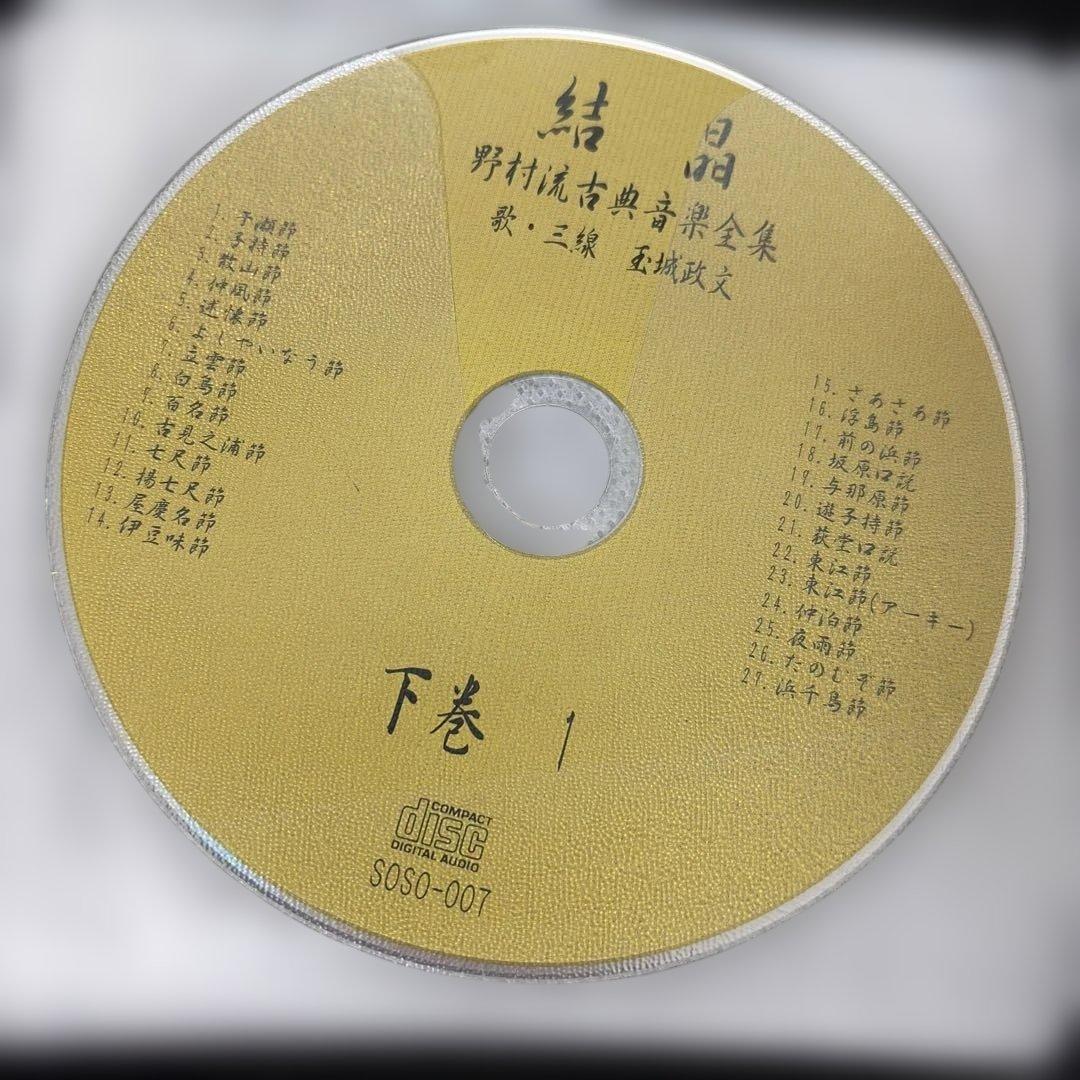 結晶
野村流古典音楽全集
歌・三線 玉城政文
1. 干瀬節
2. 子持節
3. 散山節
4. 仲風節
5. 述懐節
6. よしやいなう節
7. 立雲節
8. 白鳥節
9. 百名節
10. 古見之浦節
11. 七尺節
12. 揚七尺節
13. 屋慶名節
14. 伊豆味節
15. さあさあ節
16. 浮島節
17. 前の浜節
18. 坂原口説
19. 与那原節
20. 遊子持節
21. 萩堂口説
22. 東江節
23. 東江節(アーキー)
24. 仲泊節
25. 夜雨節
26. たのむぞ節
27. 浜千鳥節
下巻 1
COMPACT
disc
DIGITAL AUDIO
SOSO-007